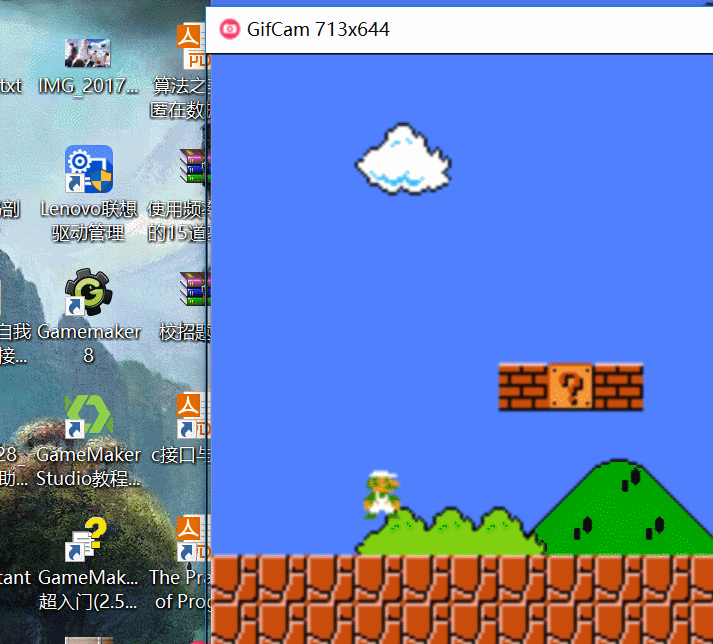 GifCam 713x644
txt
IMG_2017...
算法之
匿在数
剖
Lenovo联想
驱动管理
使用频率
的15道
自我
接...
Gamemaker
8
校招题
28_
助...
GameMaker
Studio教程...
c接口与
tant
GameMak...
超入门(2.5...
The Pra
of Prog